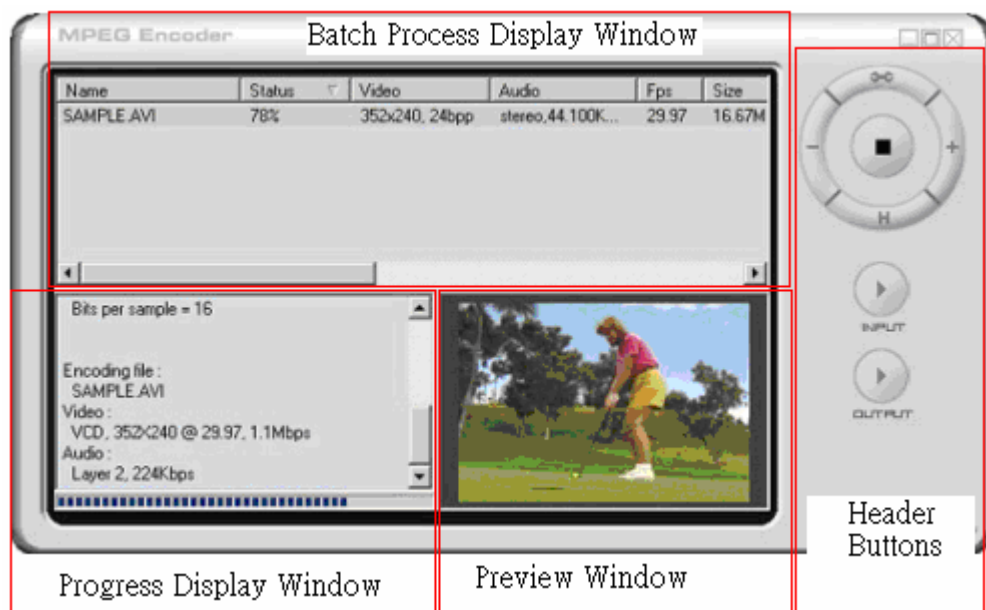 MPEG Encoder
Batch Process Display Window
Name Status Video Audio Fps Size
SAMPLE.AVI 78% 352x240, 24bpp stereo,44.100K... 29.97 16.67M
H
INPUT
OUTPUT
Bits per sample = 16
Encoding file :
SAMPLE.AVI
Video :
VCD, 352X240 @ 29.97, 1.1Mbps
Audio :
Layer 2, 224Kbps
Header
Buttons
Progress Display Window
Preview Window